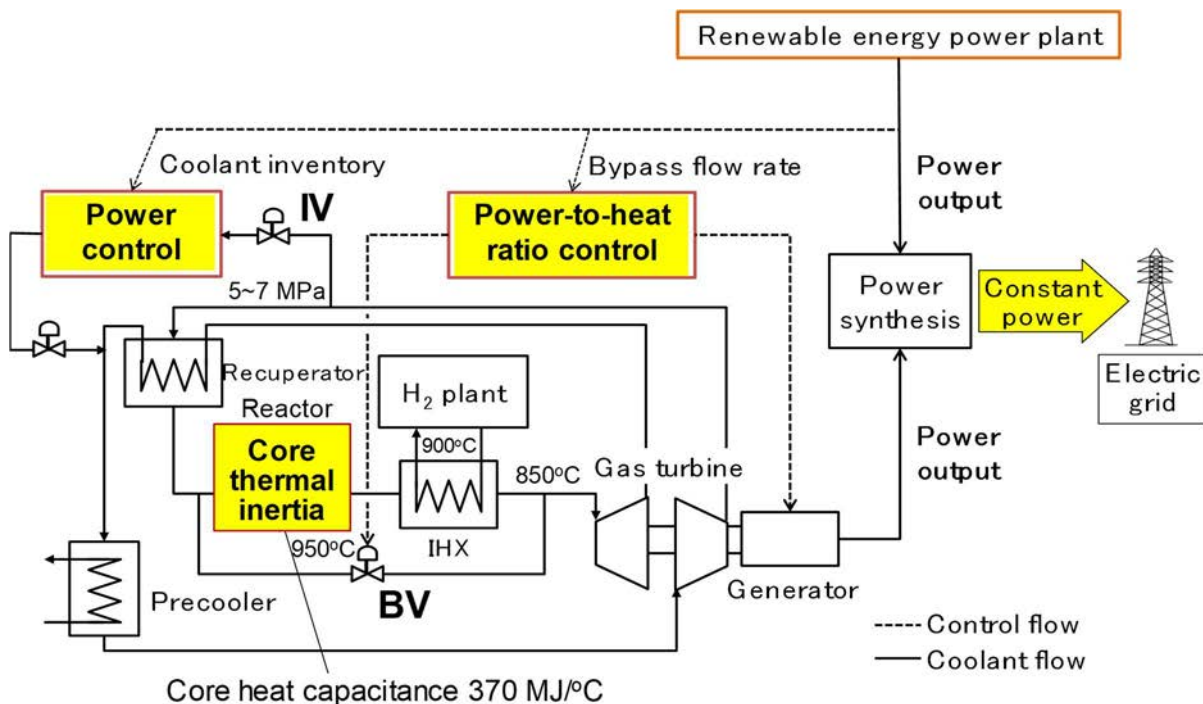 Renewable energy power plant
Coolant inventory
Bypass flow rate
Power
output
Power
control
IV
Power-to-heat
ratio control
5~7 MPa
Power
synthesis
Constant
power
Electric
grid
Recuperator
Reactor
H₂ plant
900°C
Core
thermal
inertia
850°C
Gas turbine
Power
output
950°C
IHX
BV
Precooler
Generator
Control flow
Coolant flow
Core heat capacitance 370 MJ/°C